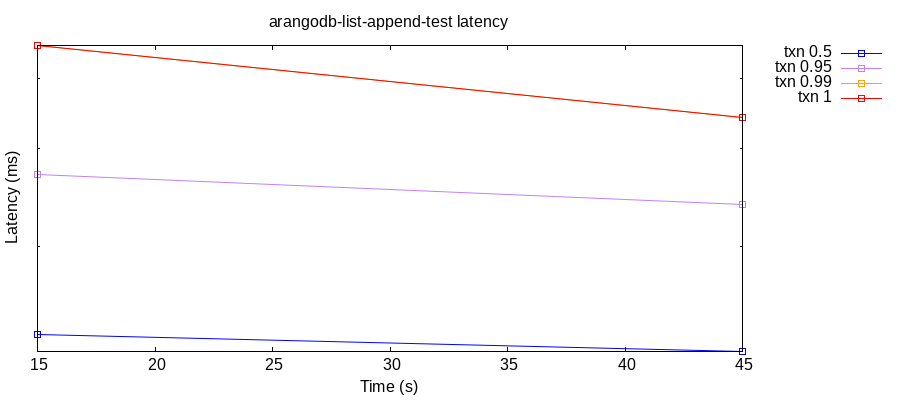 arangodb-list-append-test latency
txn 0.5
txn 0.95
txn 0.99
txn 1
Latency (ms)
15 20 25 30 35 40 45
Time (s)